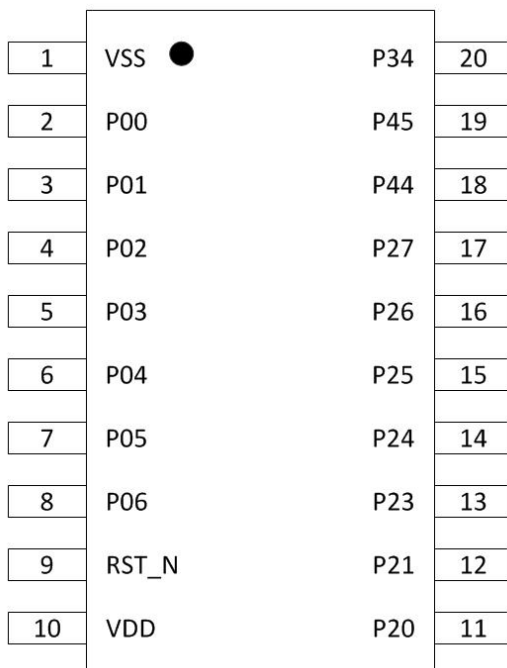 1 VSS P34 20
2 P00 P45 19
3 P01 P44 18
4 P02 P27 17
5 P03 P26 16
6 P04 P25 15
7 P05 P24 14
8 P06 P23 13
9 RST_N P21 12
10 VDD P20 11